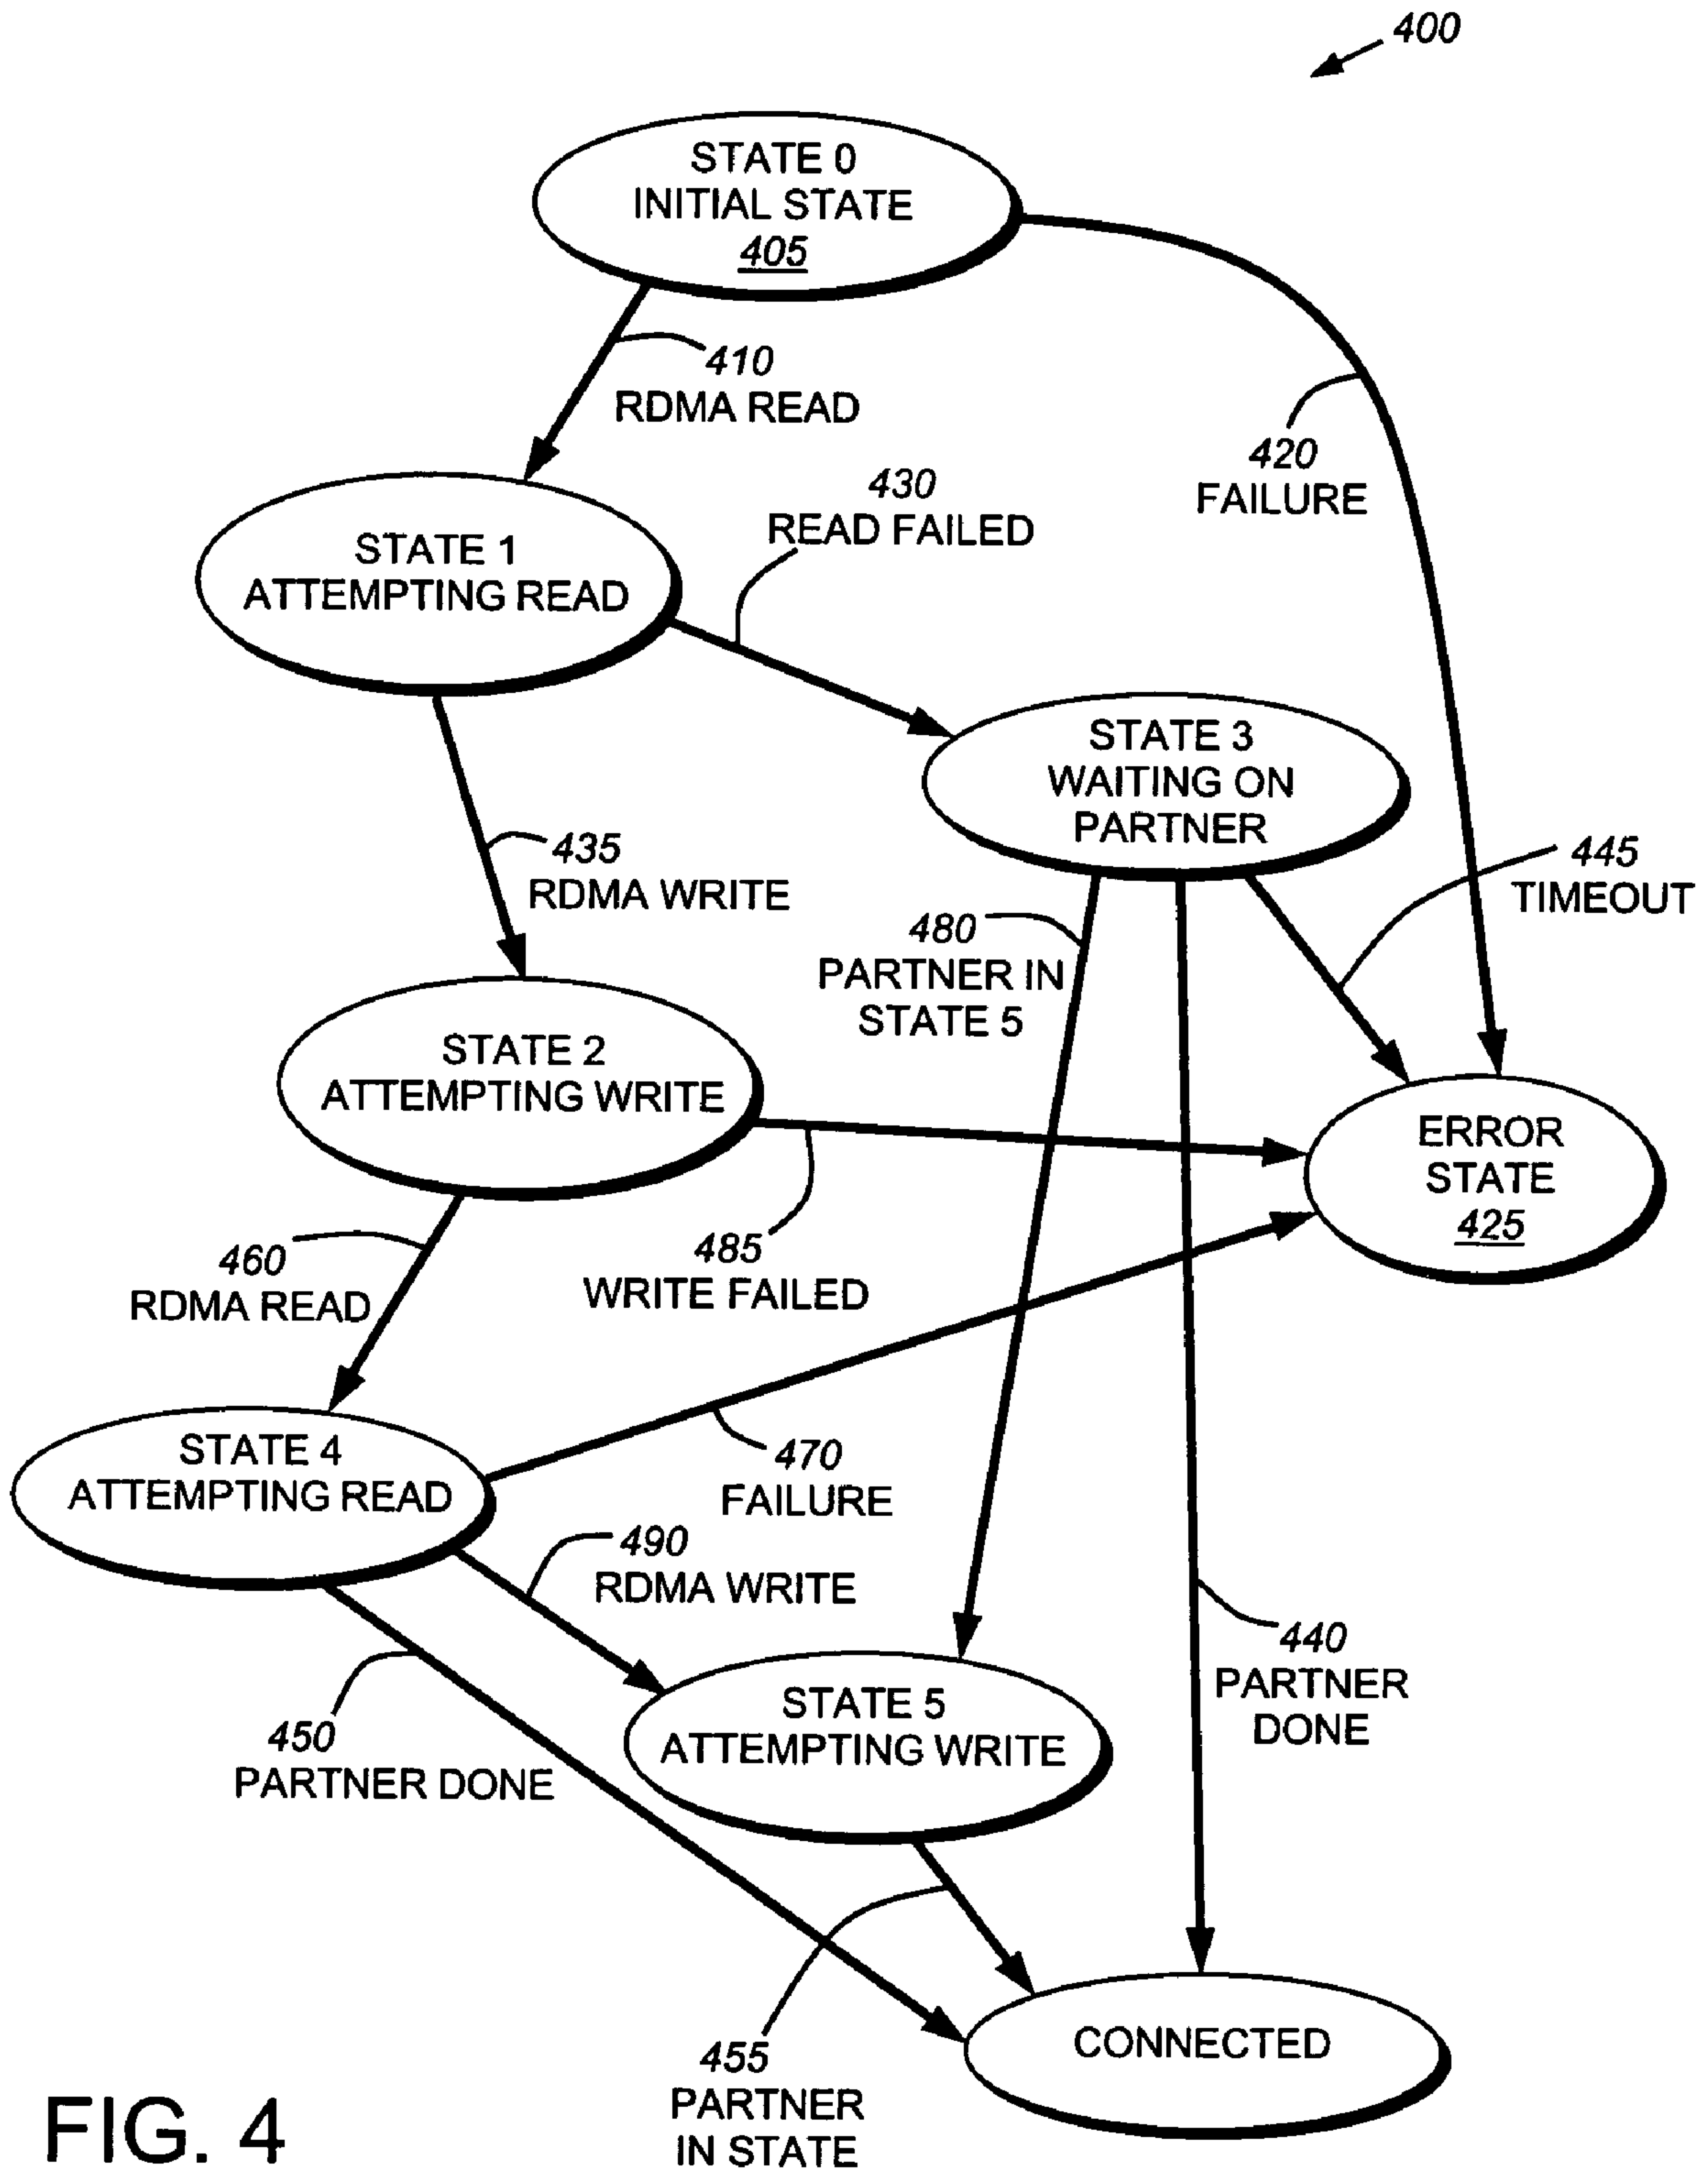 400
STATE 0
INITIAL STATE
405
410
RDMA READ
420
FAILURE
430
READ FAILED
STATE 1
ATTEMPTING READ
STATE 3
WAITING ON
PARTNER
435
RDMA WRITE
445
TIMEOUT
480
PARTNER IN
STATE 5
STATE 2
ATTEMPTING WRITE
ERROR
STATE
425
460
RDMA READ
485
WRITE FAILED
STATE 4
ATTEMPTING READ
470
FAILURE
490
RDMA WRITE
440
PARTNER
DONE
STATE 5
ATTEMPTING WRITE
450
PARTNER DONE
455
PARTNER
IN STATE
CONNECTED
FIG. 4